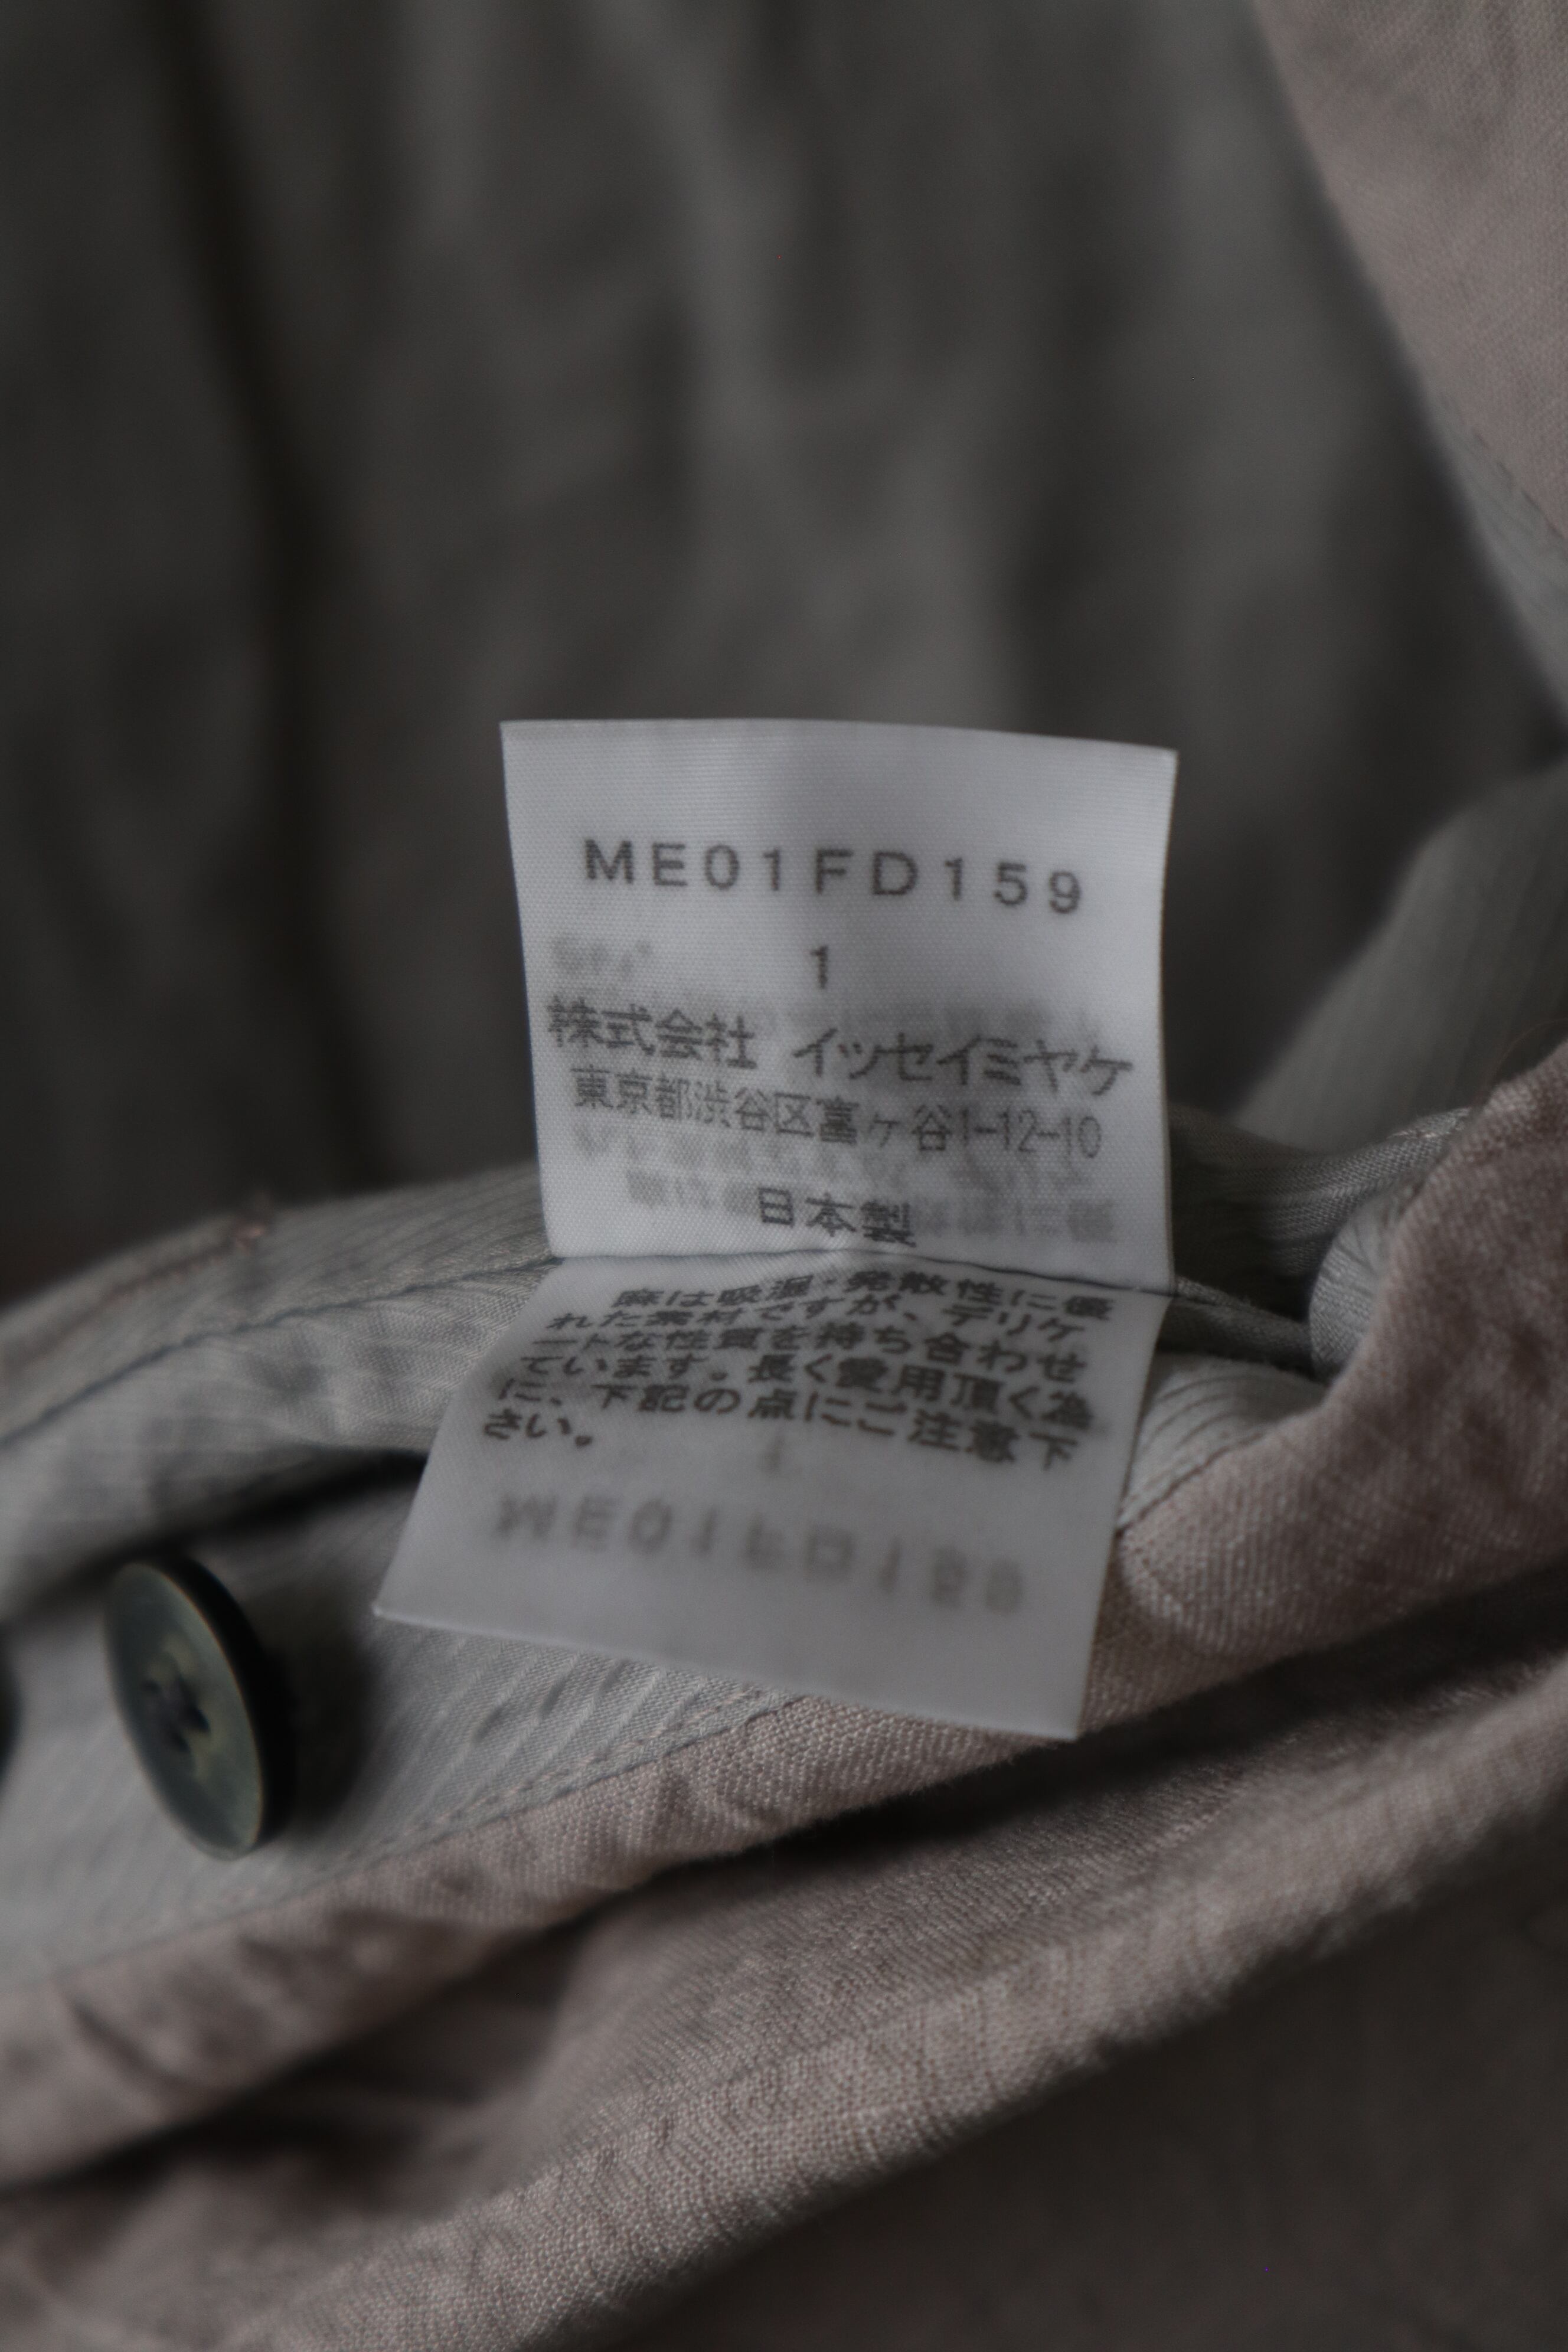 ME01FD159
1
株式会社 イッセイミヤケ
東京都渋谷区富ヶ谷1-12-10
日本製
麻は吸湿・発散性に優
れた素材ですが、デリケ
ートな性質を持ち合わせ
ています。長く愛用頂く為
に、下記の点にご注意下
さい。